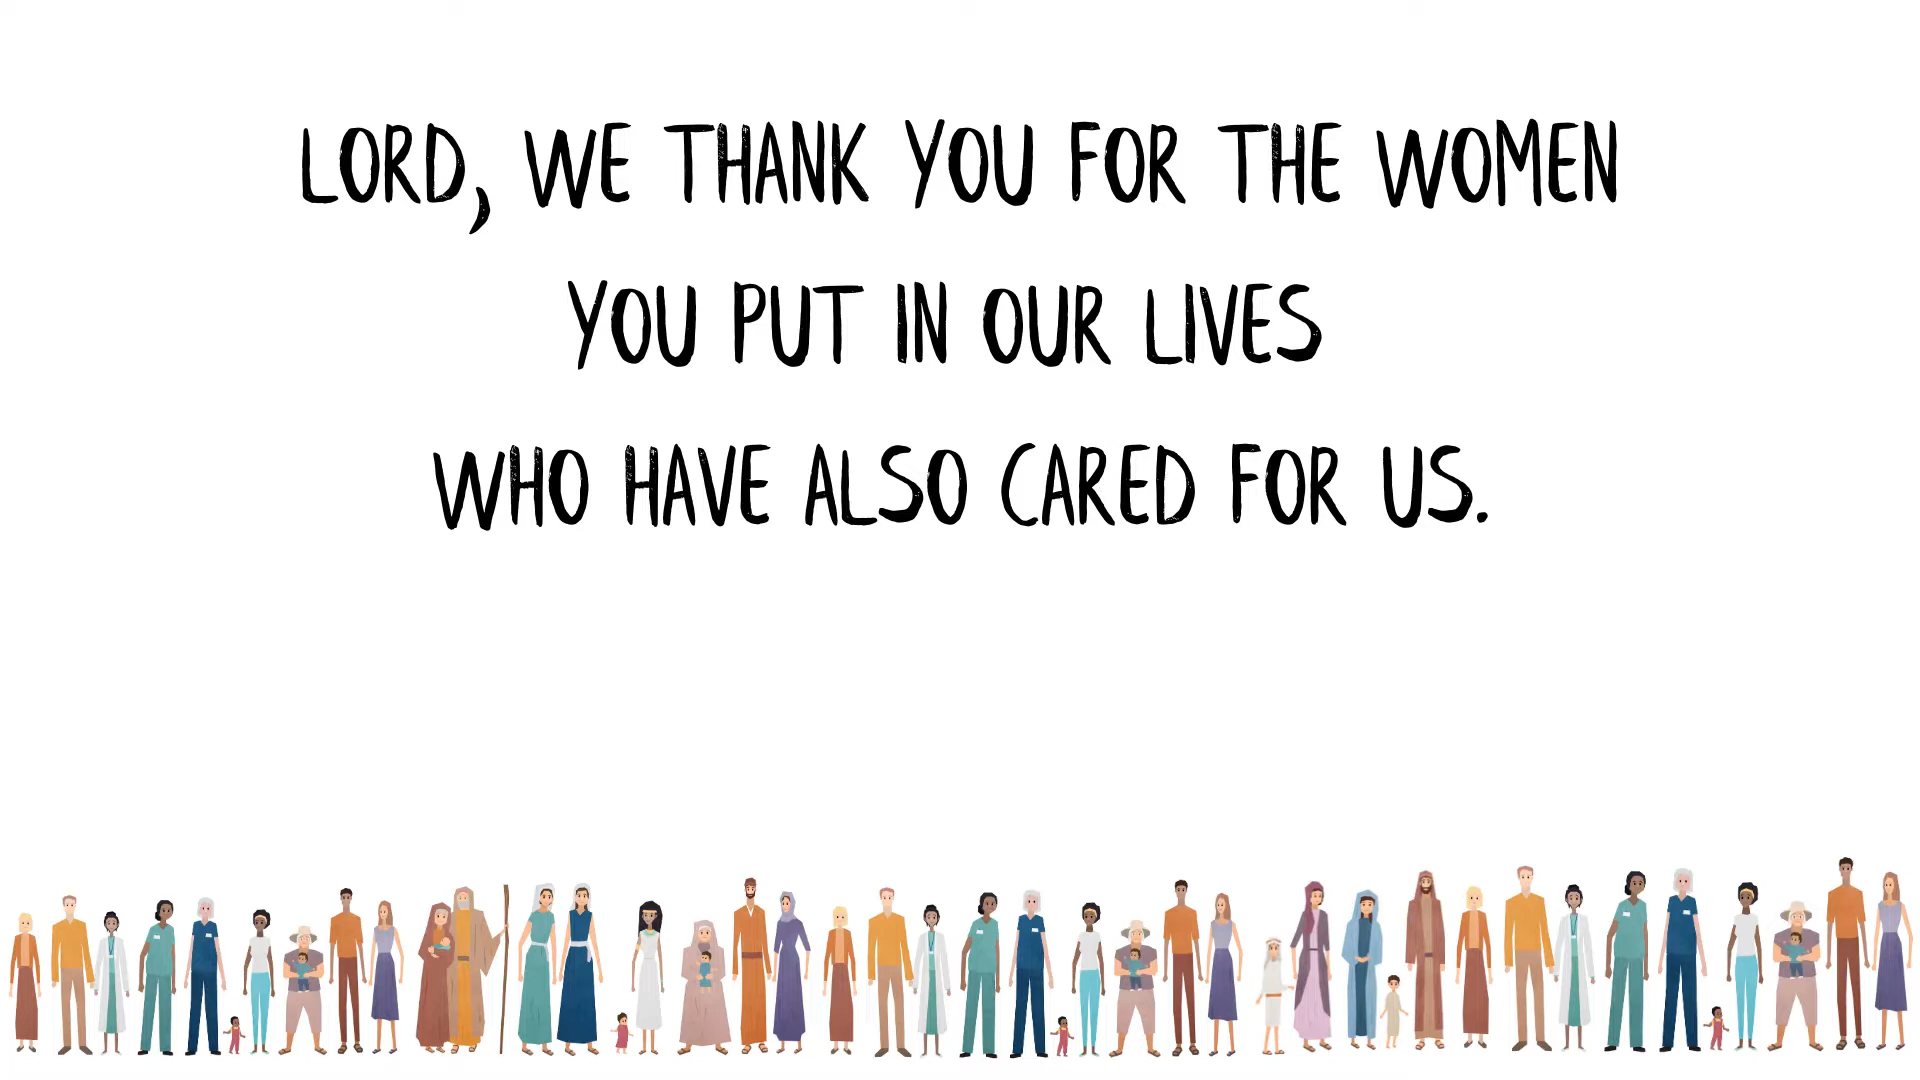 LORD, WE THANK YOU FOR THE WOMEN
YOU PUT IN OUR LIVES
WHO HAVE ALSO CARED FOR US.